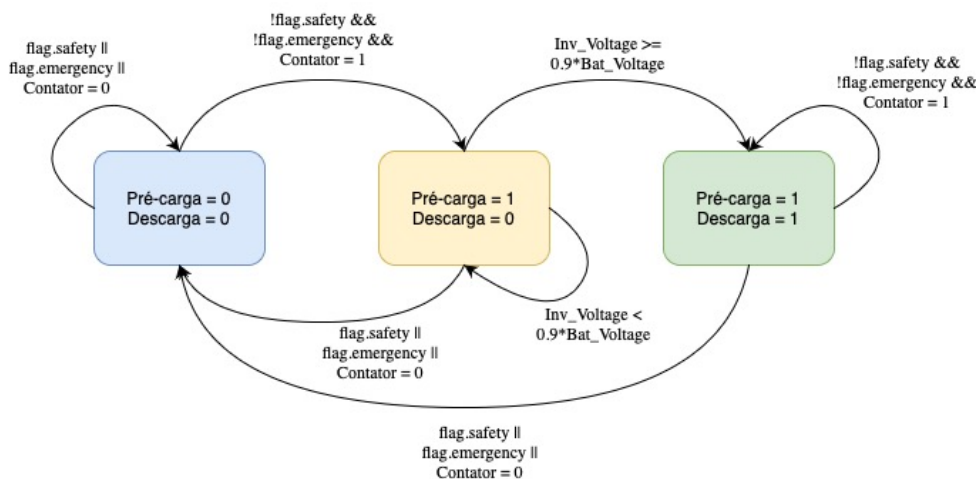 !flag.safety &&
!flag.emergency &&
Contator = 1
flag.safety ||
flag.emergency ||
Contator = 0
Inv_Voltage >=
0.9*Bat_Voltage
!flag.safety &&
!flag.emergency &&
Contator = 1
Pré-carga = 0
Descarga = 0
Pré-carga = 1
Descarga = 0
Pré-carga = 1
Descarga = 1
Inv_Voltage <
0.9*Bat_Voltage
flag.safety ||
flag.emergency ||
Contator = 0
flag.safety ||
flag.emergency ||
Contator = 0